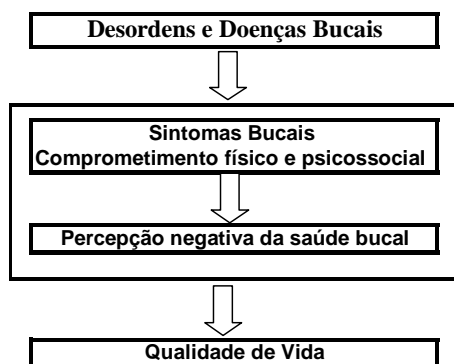 Desordens e Doenças Bucais
Sintomas Bucais
Comprometimento físico e psicossocial
Percepção negativa da saúde bucal
Qualidade de Vida